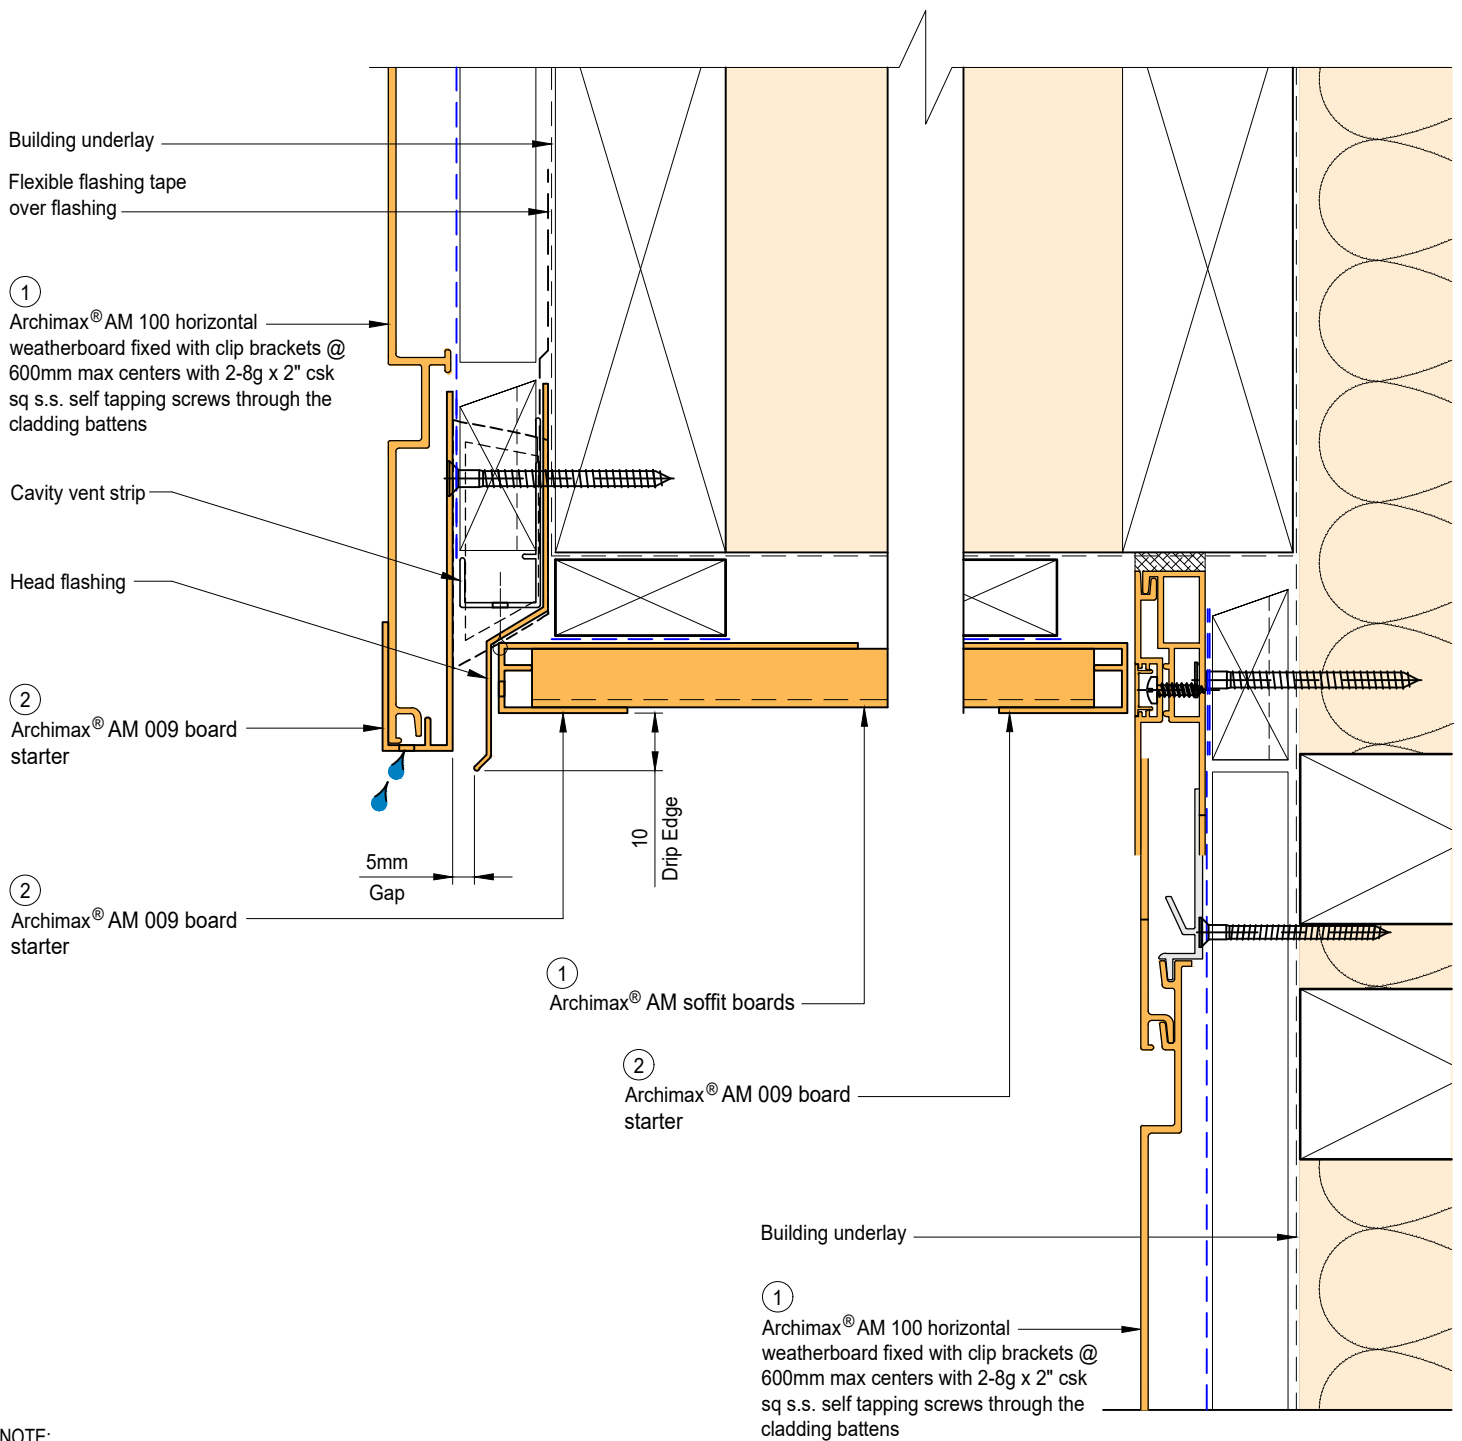 Building underlay
Flexible flashing tape
over flashing
1
Archimax® AM 100 horizontal
weatherboard fixed with clip brackets @
600mm max centers with 2-8g x 2" csk
sq s.s. self tapping screws through the
cladding battens
Cavity vent strip
Head flashing
2
Archimax® AM 009 board
starter
10
Drip Edge
5mm
Gap
2
Archimax® AM 009 board
starter
1
Archimax® AM soffit boards
2
Archimax® AM 009 board
starter
Building underlay
1
Archimax® AM 100 horizontal
weatherboard fixed with clip brackets @
600mm max centers with 2-8g x 2" csk
sq s.s. self tapping screws through the
cladding battens
NOTE: